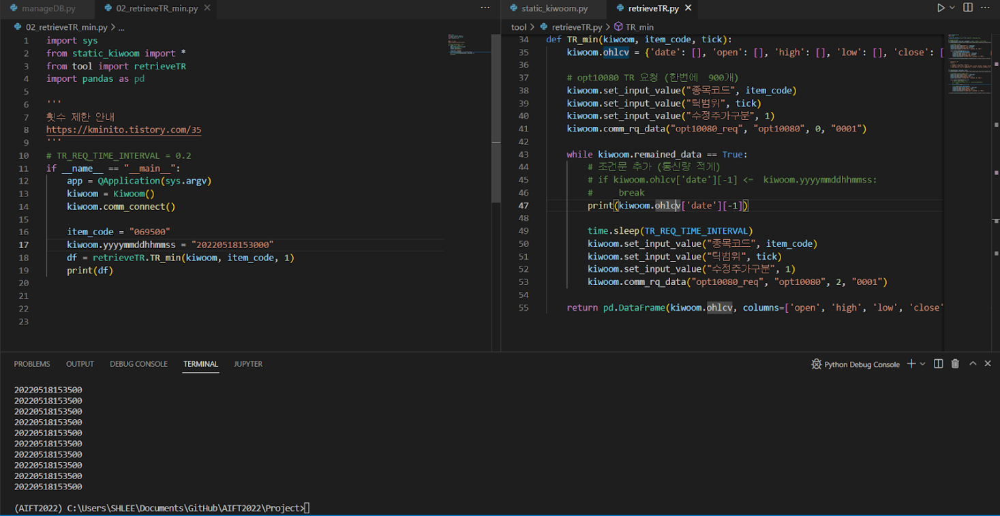 manageDB.py
02_retrieveTR_min.py
02_retrieveTR_min.py > ...
1 import sys
2 from static_kiwoom import *
3 from tool import retrieveTR
4 import pandas as pd
5
6 '''
7 횟수 제한 안내
8 https://kminito.tistory.com/35
9 '''
10 # TR_REQ_TIME_INTERVAL = 0.2
11 if __name__ == "__main__":
12 app = QApplication(sys.argv)
13 kiwoom = Kiwoom()
14 kiwoom.comm_connect()
15
16 item_code = "069500"
17 kiwoom.yyyymmddhhmmss = "20220518153000"
18 df = retrieveTR.TR_min(kiwoom, item_code, 1)
19 print(df)
20
21
22
23
static_kiwoom.py
retrieveTR.py
tool > retrieveTR.py > TR_min
34 def TR_min(kiwoom, item_code, tick):
35 kiwoom.ohlcv = {'date': [], 'open': [], 'high': [], 'low': [], 'close': [
36
37 # opt10080 TR 요청 (한번에 900개)
38 kiwoom.set_input_value("종목코드", item_code)
39 kiwoom.set_input_value("틱범위", tick)
40 kiwoom.set_input_value("수정주가구분", 1)
41 kiwoom.comm_rq_data("opt10080_req", "opt10080", 0, "0001")
42
43 while kiwoom.remained_data == True:
44 # 조건문 추가 (통신량 적게)
45 # if kiwoom.ohlcv['date'][-1] <= kiwoom.yyyymmddhhmmss:
46 # break
47 print(kiwoom.ohlcv['date'][-1])
48
49 time.sleep(TR_REQ_TIME_INTERVAL)
50 kiwoom.set_input_value("종목코드", item_code)
51 kiwoom.set_input_value("틱범위", tick)
52 kiwoom.set_input_value("수정주가구분", 1)
53 kiwoom.comm_rq_data("opt10080_req", "opt10080", 2, "0001")
54
55 return pd.DataFrame(kiwoom.ohlcv, columns=['open', 'high', 'low', 'close'
PROBLEMS OUTPUT DEBUG CONSOLE TERMINAL JUPYTER
Python Debug Console
20220518153500
20220518153500
20220518153500
20220518153500
20220518153500
20220518153500
20220518153500
20220518153500
20220518153500
20220518153500
(AIFT2022) C:\Users\SHLEE\Documents\GitHub\AIFT2022\Project>